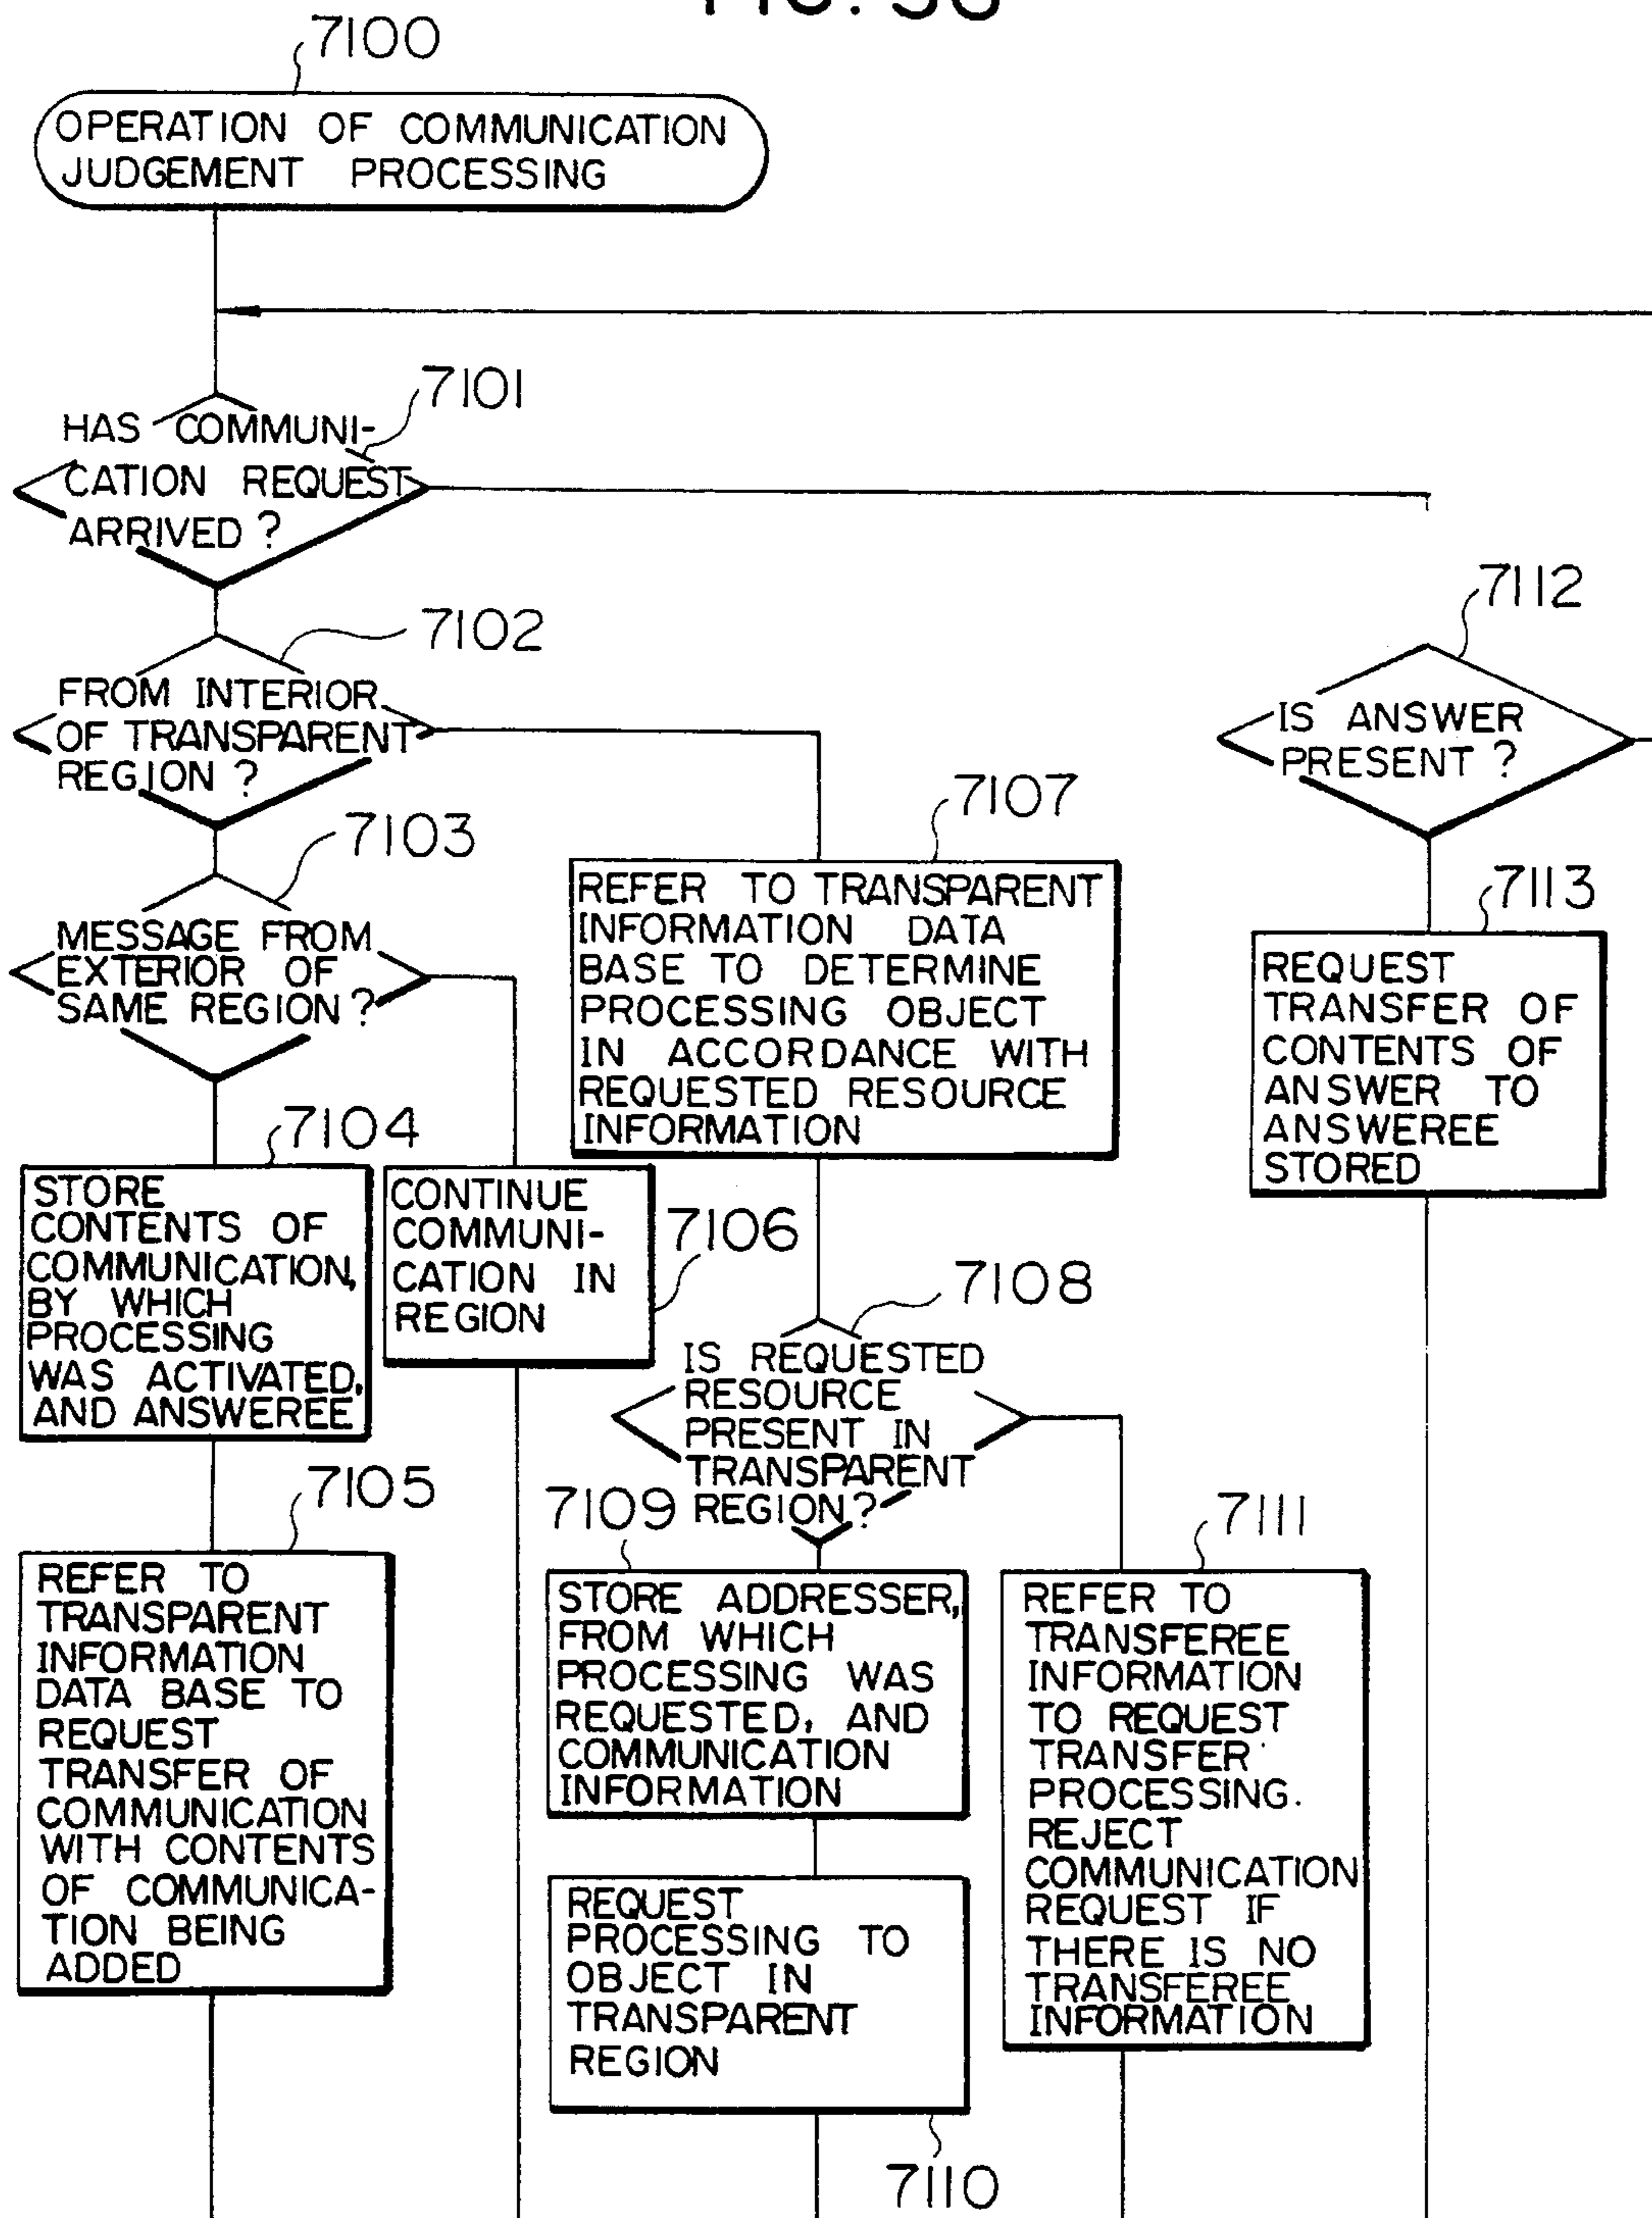 7100
OPERATION OF COMMUNICATION
JUDGEMENT PROCESSING
7101
HAS COMMUNI-
CATION REQUEST
ARRIVED ?
7102
FROM INTERIOR
OF TRANSPARENT
REGION ?
7103
MESSAGE FROM
EXTERIOR OF
SAME REGION ?
7104
STORE
CONTENTS OF
COMMUNICATION,
BY WHICH
PROCESSING
WAS ACTIVATED,
AND ANSWEREE
7105
REFER TO
TRANSPARENT
INFORMATION
DATA BASE TO
REQUEST
TRANSFER OF
COMMUNICATION
WITH CONTENTS
OF COMMUNICA-
TION BEING
ADDED
CONTINUE
COMMUNI-
CATION IN
REGION
7106
7107
REFER TO TRANSPARENT
INFORMATION DATA
BASE TO DETERMINE
PROCESSING OBJECT
IN ACCORDANCE WITH
REQUESTED RESOURCE
INFORMATION
7108
IS REQUESTED
RESOURCE
PRESENT IN
TRANSPARENT
REGION ?
7109
STORE ADDRESSER,
FROM WHICH
PROCESSING WAS
REQUESTED, AND
COMMUNICATION
INFORMATION
REQUEST
PROCESSING TO
OBJECT IN
TRANSPARENT
REGION
7110
7111
REFER TO
TRANSFEREE
INFORMATION
TO REQUEST
TRANSFER
PROCESSING.
REJECT
COMMUNICATION
REQUEST IF
THERE IS NO
TRANSFEREE
INFORMATION
7112
IS ANSWER
PRESENT ?
7113
REQUEST
TRANSFER OF
CONTENTS OF
ANSWER TO
ANSWEREE
STORED